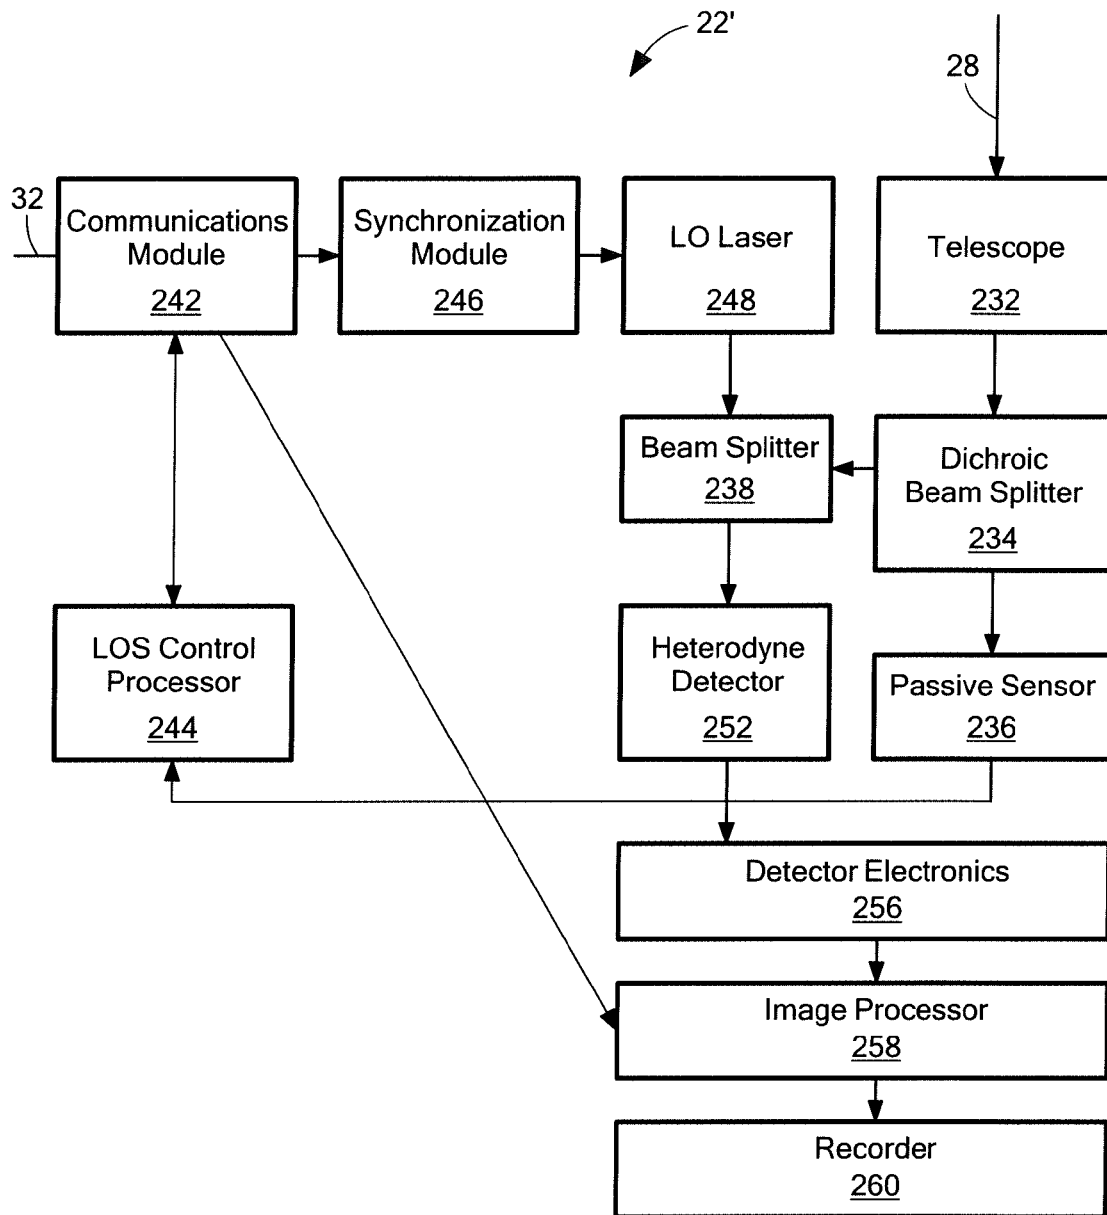 22'
28
32
Communications
Module
242
Synchronization
Module
246
LO Laser
248
Telescope
232
Beam Splitter
238
Dichroic
Beam Splitter
234
LOS Control
Processor
244
Heterodyne
Detector
252
Passive Sensor
236
Detector Electronics
256
Image Processor
258
Recorder
260